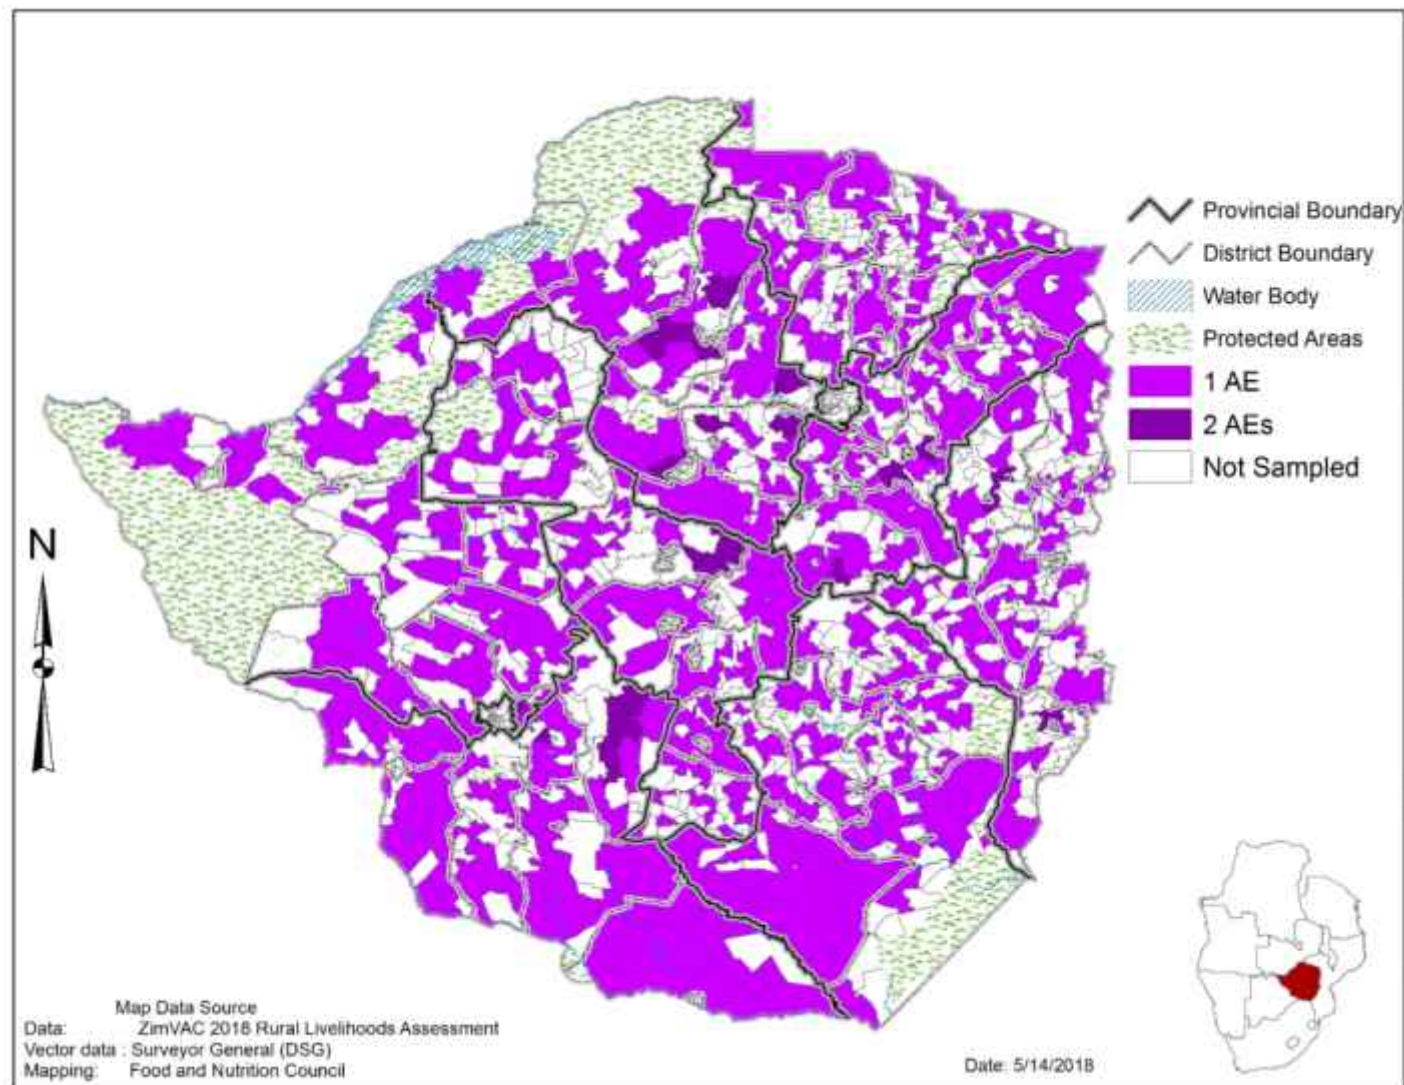 Provincial Boundary
District Boundary
Water Body
Protected Areas
1 AE
2 AEs
Not Sampled
N
Map Data Source
Data: ZimVAC 2018 Rural Livelihoods Assessment
Vector data : Surveyor General (DSG)
Mapping: Food and Nutrition Council
Date: 5/14/2018